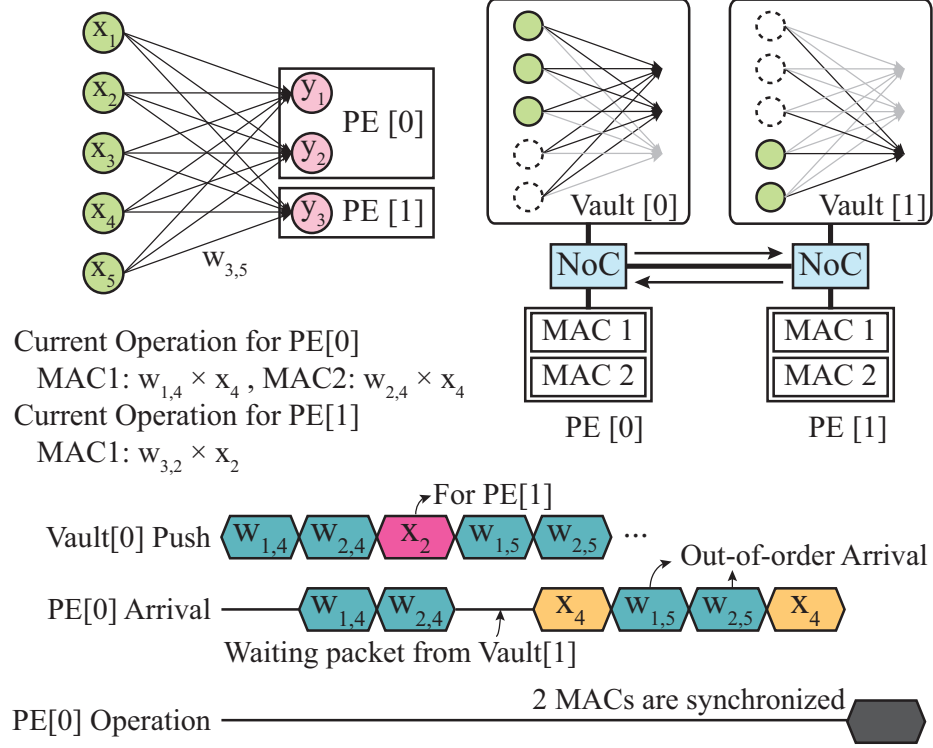 x1
x2
x3
x4
x5
y1
y2
y3
PE [0]
PE [1]
w3,5
Vault [0]
Vault [1]
NoC
NoC
MAC 1
MAC 2
MAC 1
MAC 2
PE [0]
PE [1]
Current Operation for PE[0]
MAC1: w1,4 × x4 , MAC2: w2,4 × x4
Current Operation for PE[1]
MAC1: w3,2 × x2
For PE[1]
Vault[0] Push w1,4 w2,4 x2 w1,5 w2,5 ...
Out-of-order Arrival
PE[0] Arrival w1,4 w2,4 x4 w1,5 w2,5 x4
Waiting packet from Vault[1]
2 MACs are synchronized
PE[0] Operation